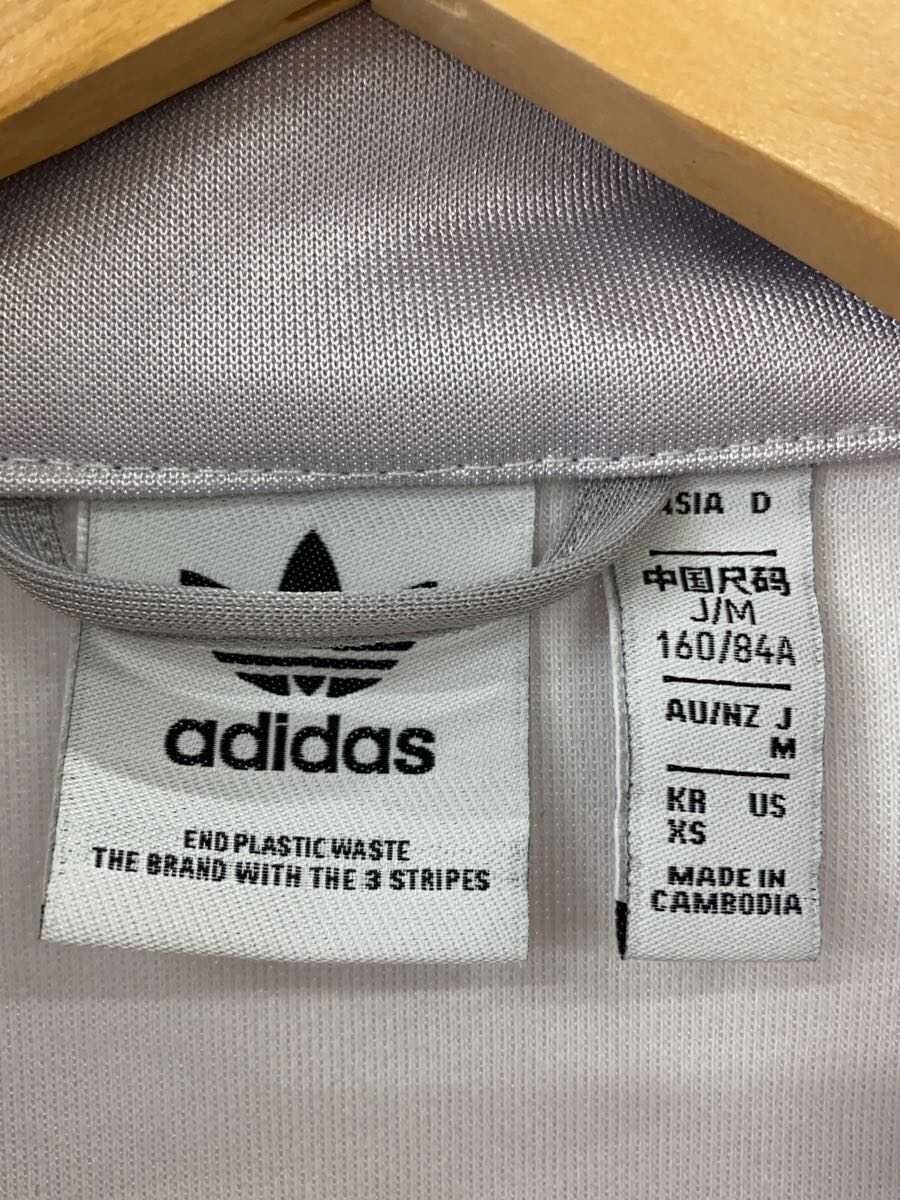 adidas
END PLASTIC WASTE
THE BRAND WITH THE 3 STRIPES
ASIA D
中国尺码
J/M
160/84A
AU/NZ J
M
KR US
XS
MADE IN
CAMBODIA